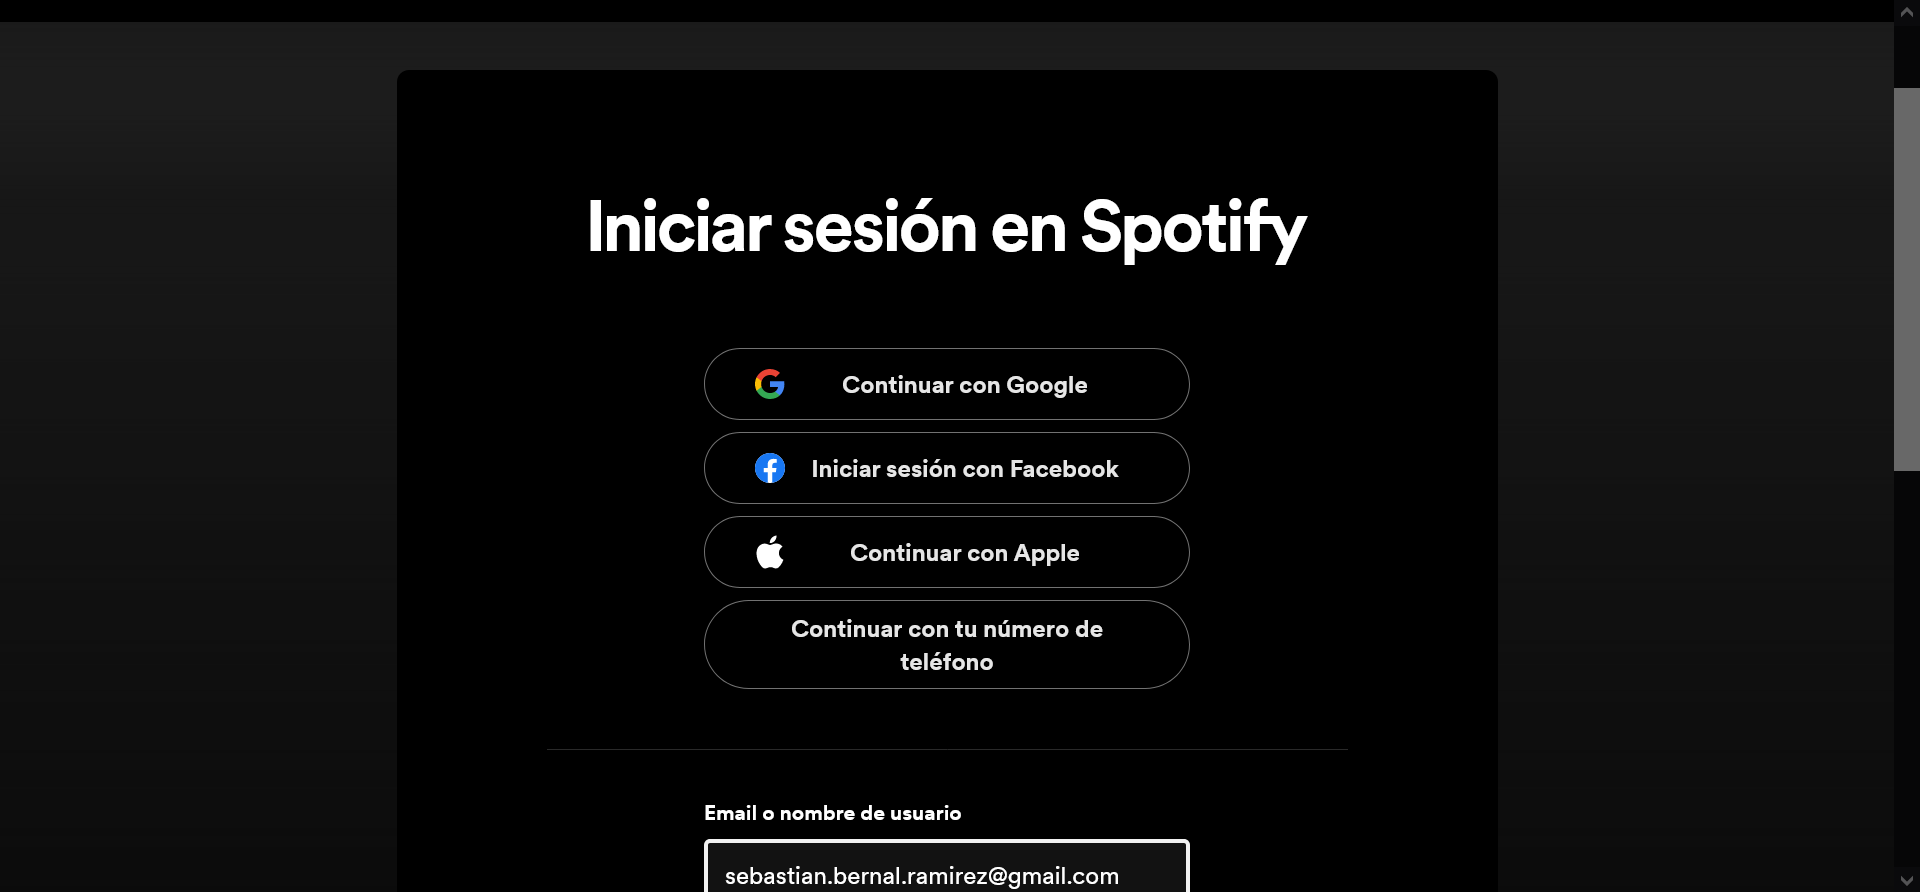 Iniciar sesión en Spotify
Continuar con Google
Iniciar sesión con Facebook
Continuar con Apple
Continuar con tu número de
teléfono
Email o nombre de usuario
sebastian.bernal.ramirez@gmail.com